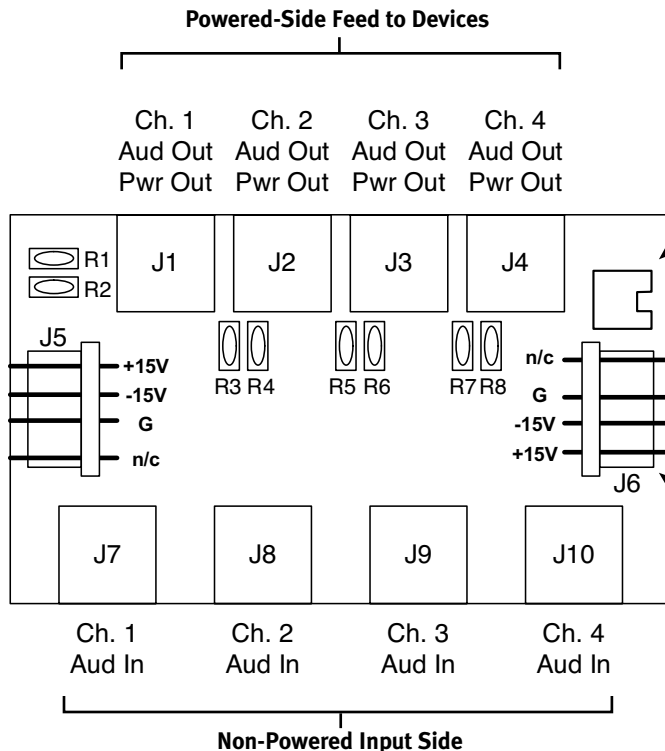 Powered-Side Feed to Devices
Ch. 1 Ch. 2 Ch. 3 Ch. 4
Aud Out Aud Out Aud Out Aud Out
Pwr Out Pwr Out Pwr Out Pwr Out
R1
R2
J1 J2 J3 J4
R3 R4 R5 R6 R7 R8
J5
+15V
-15V
G
n/c
n/c
G
-15V
+15V
J6
J7 J8 J9 J10
Ch. 1 Ch. 2 Ch. 3 Ch. 4
Aud In Aud In Aud In Aud In
Non-Powered Input Side